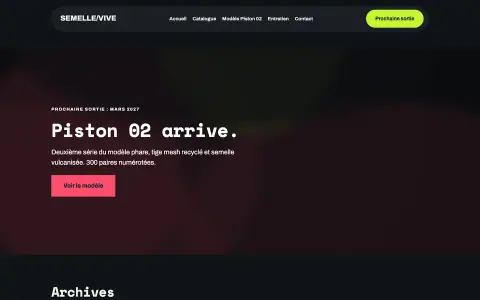 SEMELLE/VIVE
Accueil Catalogue Modèle Piston 02 Entretien Contact
Prochaine sortie
PROCHAINE SORTIE : MARS 2027
Piston 02 arrive.
Deuxième série du modèle phare, tige mesh recyclé et semelle
vulcanisée. 300 paires numérotées.
Voir le modèle
Archives